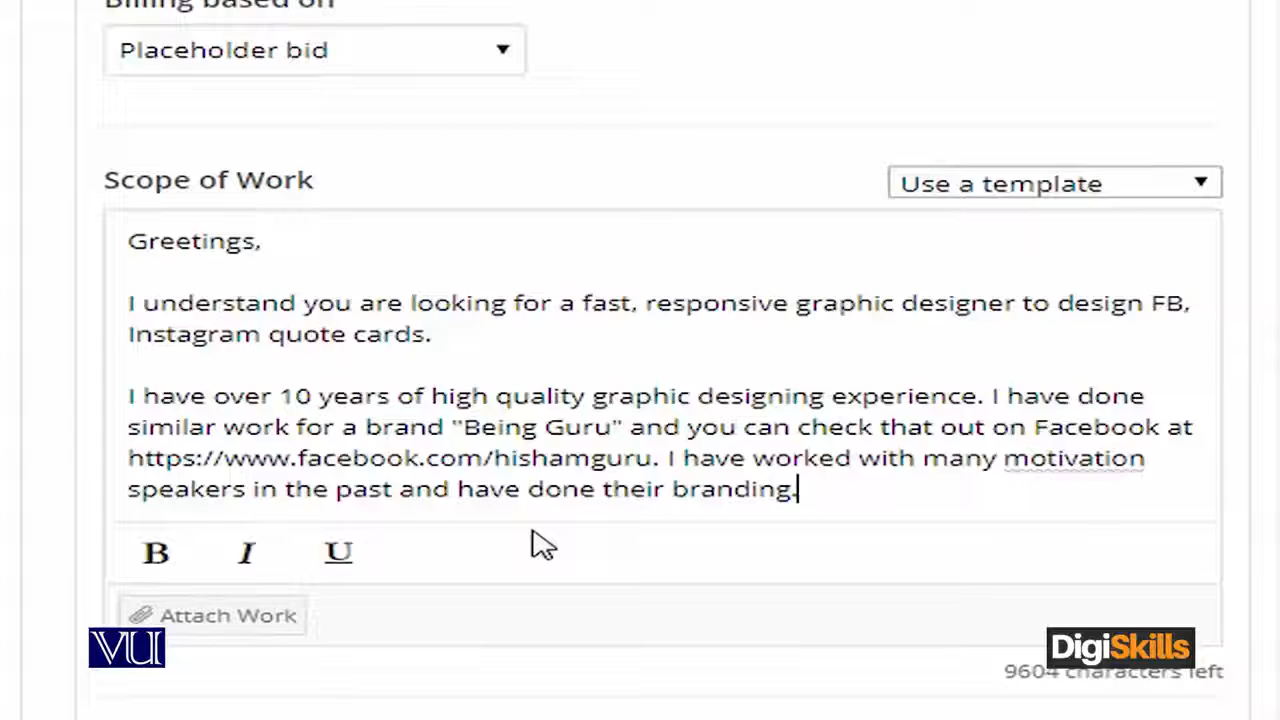 Billing based on
Placeholder bid
Scope of Work
Use a template
Greetings,
I understand you are looking for a fast, responsive graphic designer to design FB,
Instagram quote cards.
I have over 10 years of high quality graphic designing experience. I have done
similar work for a brand "Being Guru" and you can check that out on Facebook at
https://www.facebook.com/hishamguru. I have worked with many motivation
speakers in the past and have done their branding.
B I U
Attach Work
VU
DigiSkills
9604 characters left